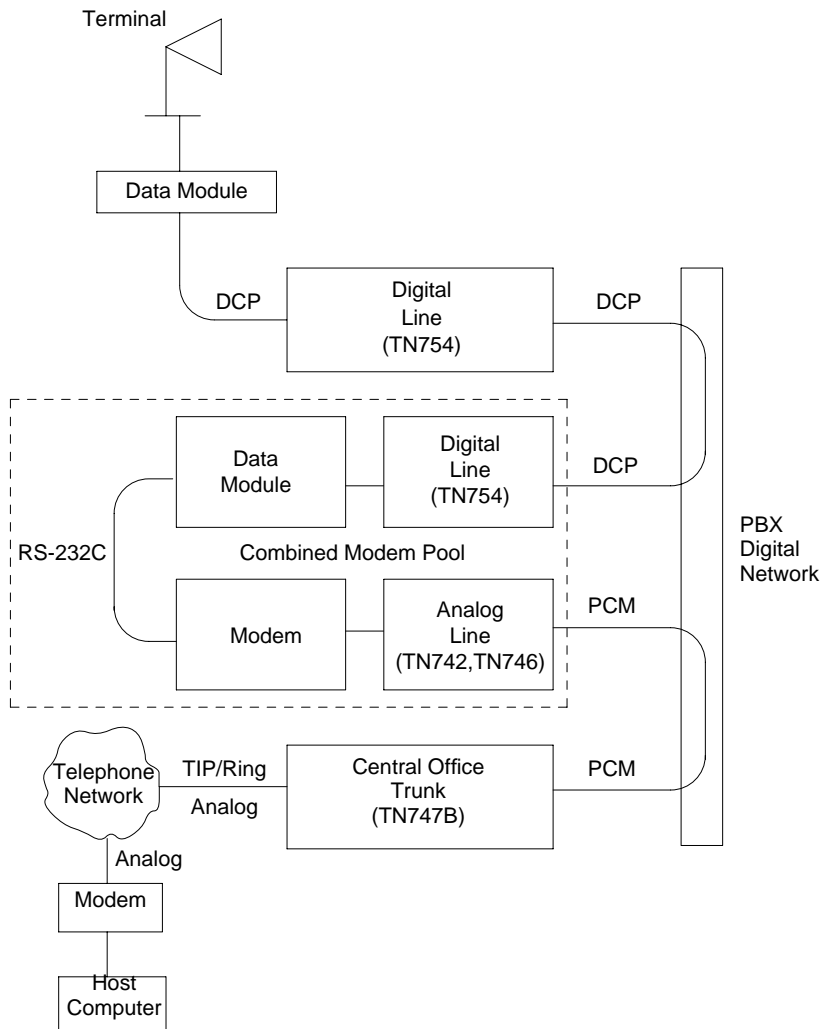 Terminal
Data Module
DCP
Digital
Line
(TN754)
DCP
Data
Module
Digital
Line
(TN754)
DCP
RS-232C
Combined Modem Pool
PBX
Digital
Network
Modem
Analog
Line
(TN742,TN746)
PCM
Telephone
Network
TIP/Ring
Analog
Central Office
Trunk
(TN747B)
PCM
Analog
Modem
Host
Computer